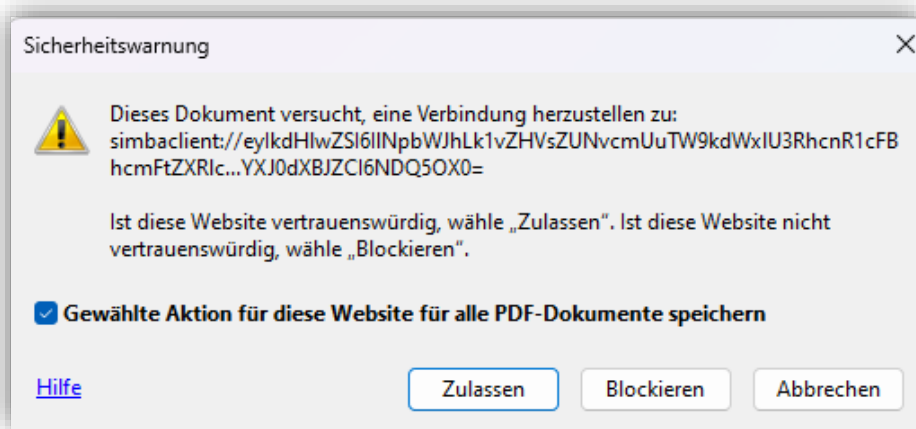 Sicherheitswarnung
Dieses Dokument versucht, eine Verbindung herzustellen zu:
simbaclient://eylkdHlwZSI6IlNpbWJhLk1vZHVsZUNvcmUuTW9kdWxlU3RhcnR1cFB
hcmFtZXRlc...YXJ0dXBJZCI6NDQ5OX0=
Ist diese Website vertrauenswürdig, wähle „Zulassen“. Ist diese Website nicht
vertrauenswürdig, wähle „Blockieren“.
Gewählte Aktion für diese Website für alle PDF-Dokumente speichern
Hilfe
Zulassen
Blockieren
Abbrechen